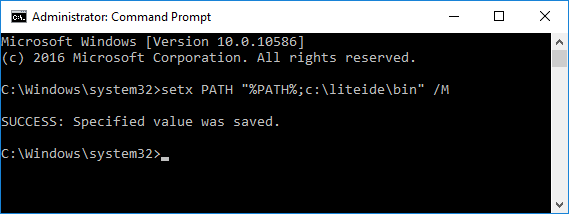 Administrator: Command Prompt
Microsoft Windows [Version 10.0.10586]
(c) 2016 Microsoft Corporation. All rights reserved.
C:\Windows\system32>setx PATH "%PATH%;c:\liteide\bin" /M
SUCCESS: Specified value was saved.
C:\Windows\system32>